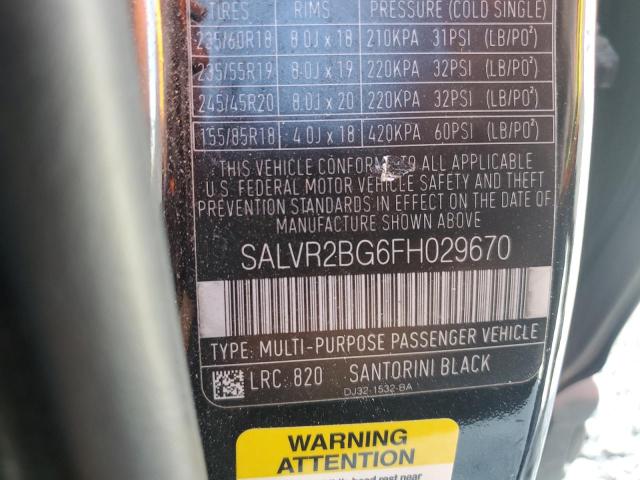 TIRES RIMS PRESSURE (COLD SINGLE)
235/60R18 8.0J x 18 210KPA 31PSI (LB/PO²)
235/55R19 8.0J x 19 220KPA 32PSI (LB/PO²)
245/45R20 8.0J x 20 220KPA 32PSI (LB/PO²)
155/85R18 4.0J x 18 420KPA 60PSI (LB/PO²)
THIS VEHICLE CONFORMS TO ALL APPLICABLE
U.S. FEDERAL MOTOR VEHICLE SAFETY AND THEFT
PREVENTION STANDARDS IN EFFECT ON THE DATE OF
MANUFACTURE SHOWN ABOVE.
SALVR2BG6FH029670
TYPE: MULTI-PURPOSE PASSENGER VEHICLE
LRC: 820 SANTORINI BLACK
DJ32-1532-BA
WARNING
ATTENTION
head rest near